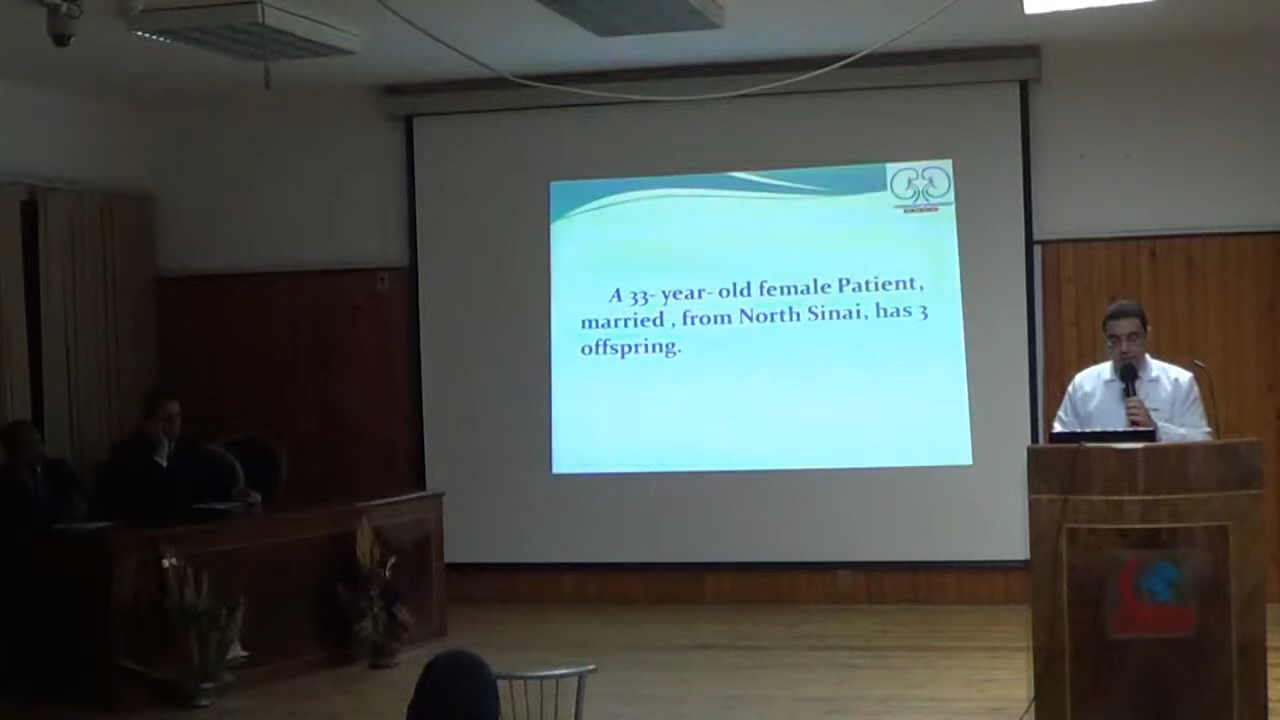 A 33- year- old female Patient,
married , from North Sinai, has 3
offspring.